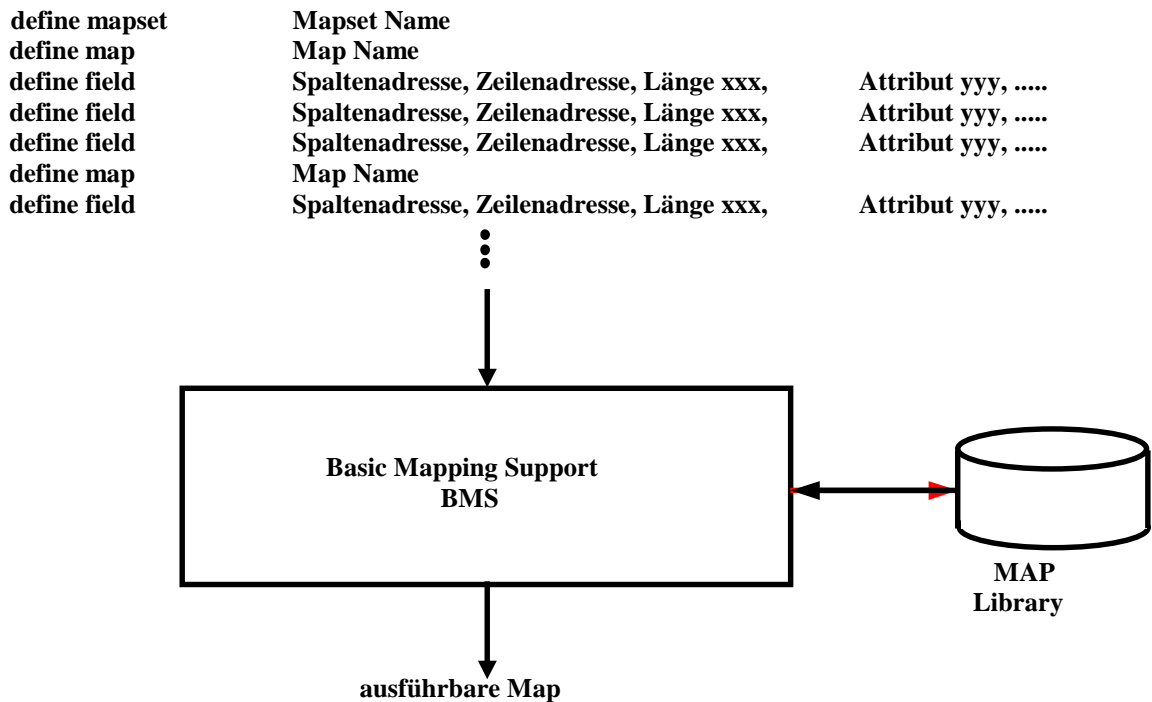 define mapset Mapset Name
define map Map Name
define field Spaltenadresse, Zeilenadresse, Länge xxx, Attribut yyy, .....
define field Spaltenadresse, Zeilenadresse, Länge xxx, Attribut yyy, .....
define field Spaltenadresse, Zeilenadresse, Länge xxx, Attribut yyy, .....
define map Map Name
define field Spaltenadresse, Zeilenadresse, Länge xxx, Attribut yyy, .....
Basic Mapping Support
BMS
MAP
Library
ausführbare Map